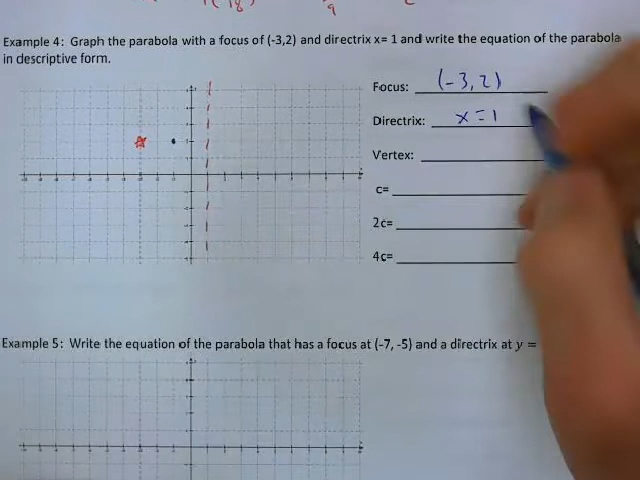 Example 4: Graph the parabola with a focus of (-3,2) and directrix x= 1 and write the equation of the parabola
in descriptive form.
Focus: (-3,2)
Directrix: x=1
Vertex:
c=
2c=
4c=
Example 5: Write the equation of the parabola that has a focus at (-7, -5) and a directrix at y =